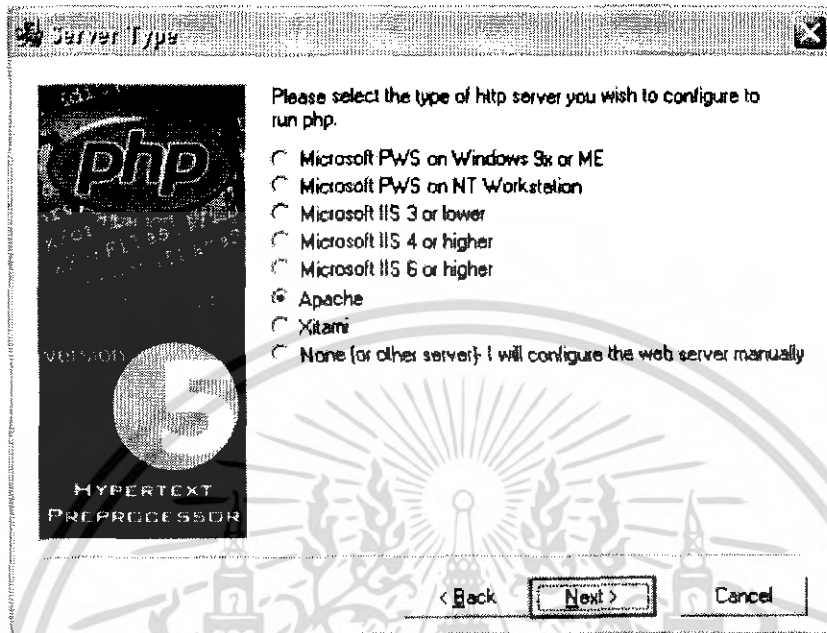 Server Type
Please select the type of http server you wish to configure to
run php.
Microsoft PWS on Windows 9x or ME
Microsoft PWS on NT Workstation
Microsoft IIS 3 or lower
Microsoft IIS 4 or higher
Microsoft IIS 6 or higher
Apache
Xitami
None (or other server)- I will configure the web server manually
php
version
5
HYPERTEXT
PREPROCESSOR
< Back
Next >
Cancel